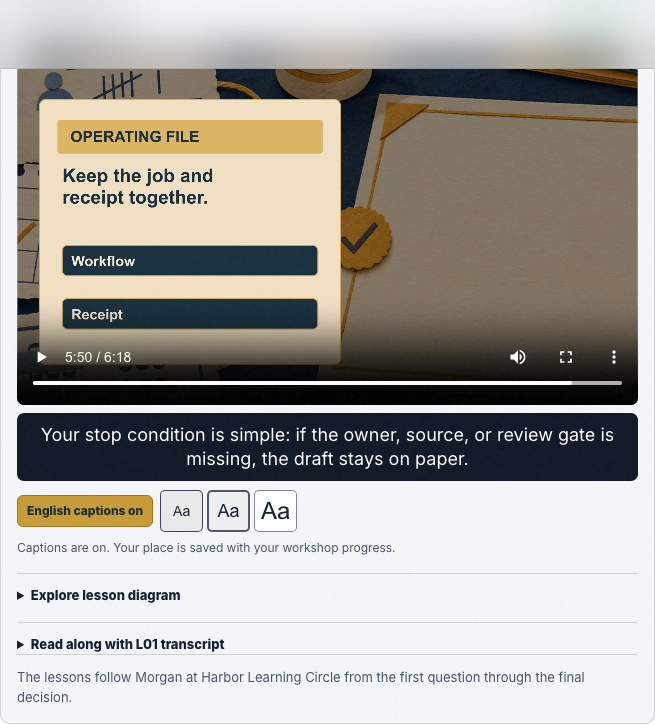 OPERATING FILE
Keep the job and
receipt together.
Workflow
Receipt
5:50 / 6:18
Your stop condition is simple: if the owner, source, or review gate is
missing, the draft stays on paper.
English captions on
Aa
Aa
Aa
Captions are on. Your place is saved with your workshop progress.
Explore lesson diagram
Read along with L01 transcript
The lessons follow Morgan at Harbor Learning Circle from the first question through the final
decision.